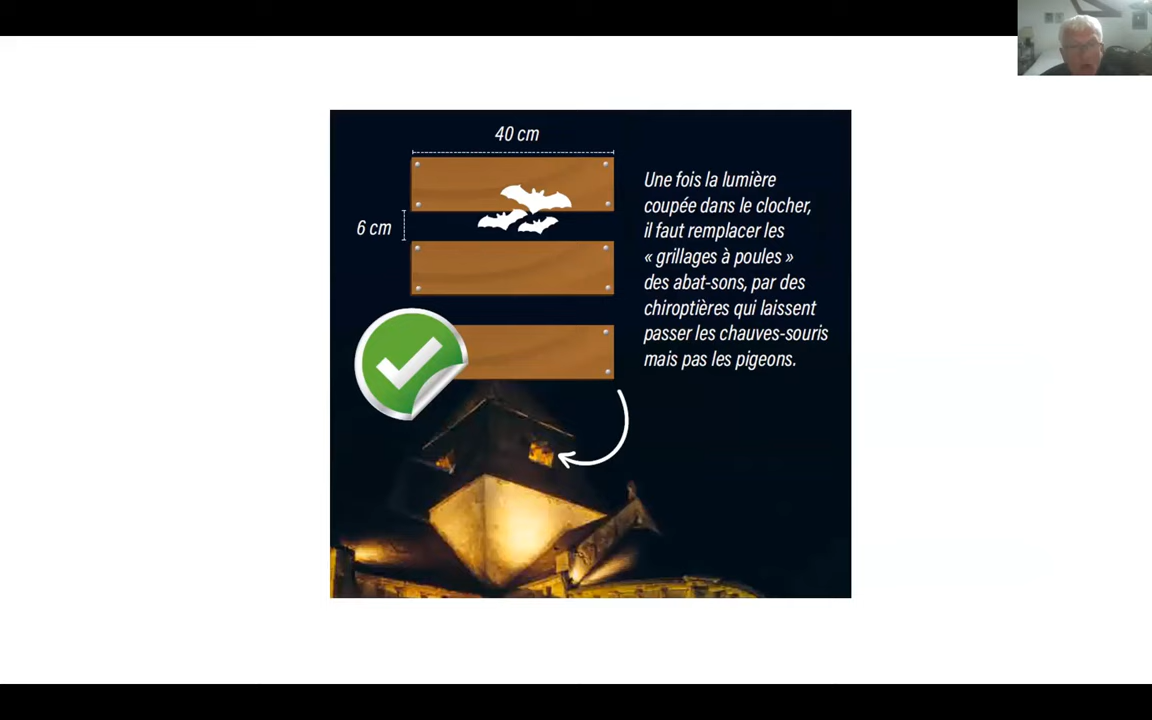 40 cm
6 cm
Une fois la lumière
coupée dans le clocher,
il faut remplacer les
« grillages à poules »
des abat-sons, par des
chiroptières qui laissent
passer les chauves-souris
mais pas les pigeons.